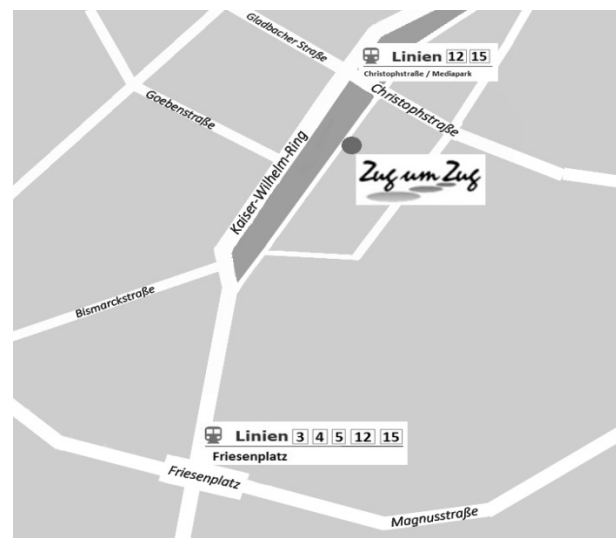 Gladbacher Straße
Linien 12 15
Christophstraße / Mediapark
Christophstraße
Goebenstraße
Kaiser-Wilhelm-Ring
Zug um Zug
Bismarckstraße
Linien 3 4 5 12 15
Friesenplatz
Friesenplatz
Magnusstraße